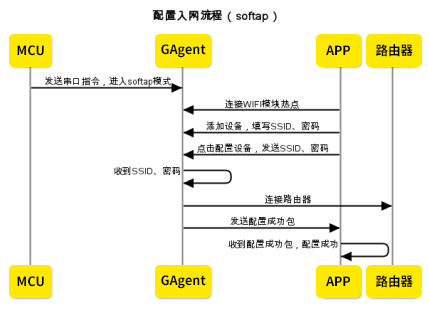 配置入网流程（softap）
MCU
GAgent
APP
路由器
发送串口指令，进入softap模式
连接WIFI模块热点
添加设备，填写SSID、密码
点击配置设备，发送SSID、密码
收到SSID、密码
连接路由器
发送配置成功包
收到配置成功包，配置成功
MCU
GAgent
APP
路由器